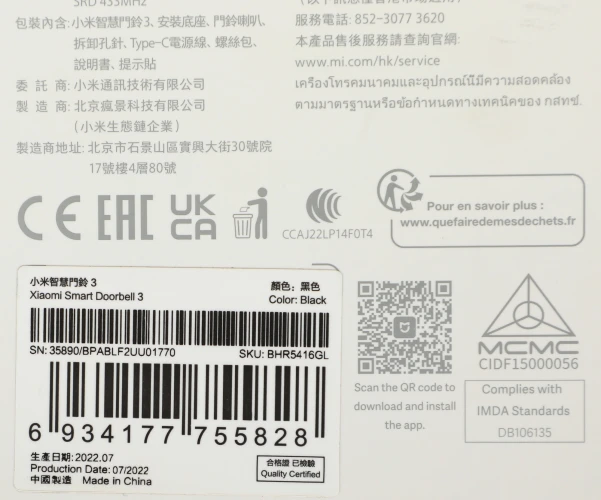 SRD 433MHz
包裝內含: 小米智慧門鈴 3、安裝底座、門鈴喇叭、
拆卸孔針、Type-C電源線、螺絲包、
說明書、提示貼
委 託 商: 小米通訊技術有限公司
製 造 商: 北京瘋景科技有限公司
(小米生態鏈企業)
製造商地址: 北京市石景山區實興大街30號院
17號樓4層80號
服務電話: 852-3077 3620
本產品售後服務請查詢官網:
www.mi.com/hk/service
เครื่องโทรคมนาคมและอุปกรณ์นี้มีความสอดคล้อง
ตามมาตรฐานหรือข้อกำหนดทางเทคนิคของ กสทช.
CE EAC UK CA
CCAJ22LP14F0T4
Pour en savoir plus :
www.quefairedemesdechets.fr
小米智慧門鈴 3
Xiaomi Smart Doorbell 3
顏色: 黑色
Color: Black
SN: 35890/BPABLF2UU01770
SKU: BHR5416GL
6 934177 755828
生產日期: 2022.07
Production Date: 07/2022
中國製造 Made in China
合格證 已檢驗
Quality Certified
Scan the QR code to
download and install
the app.
MCMC
CIDF15000056
Complies with
IMDA Standards
DB106135